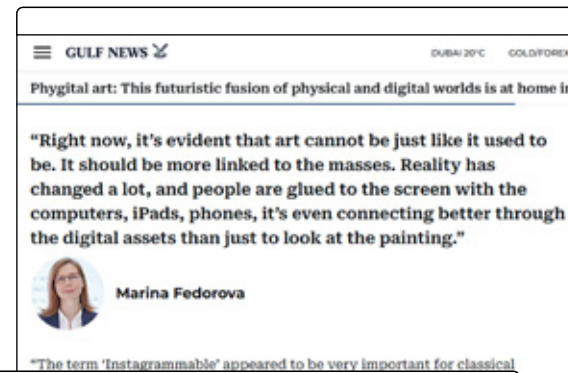 GULF NEWS
DUBAI 20°C GOLD/FOREX
Phygital art: This futuristic fusion of physical and digital worlds is at home in
“Right now, it’s evident that art cannot be just like it used to
be. It should be more linked to the masses. Reality has
changed a lot, and people are glued to the screen with the
computers, iPads, phones, it’s even connecting better through
the digital assets than just to look at the painting.”
Marina Fedorova
“The term ‘Instagrammable’ appeared to be very important for classical